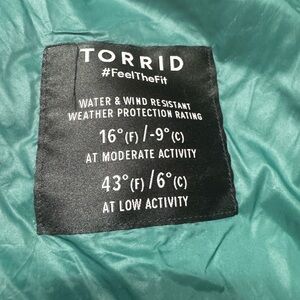 TORRID
#FeelTheFit
WATER & WIND RESISTANT
WEATHER PROTECTION RATING
16°(F) /-9°(C)
AT MODERATE ACTIVITY
43°(F) /6°(C)
AT LOW ACTIVITY